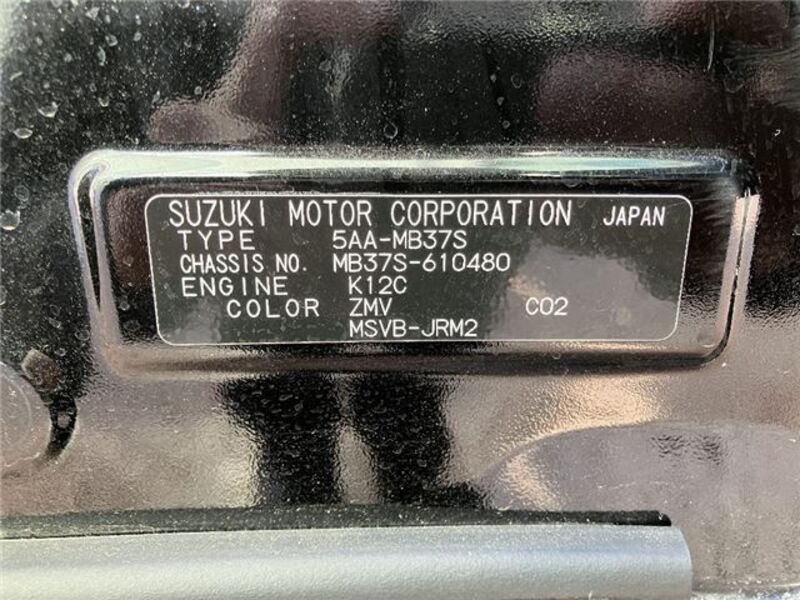 SUZUKI MOTOR CORPORATION JAPAN
TYPE 5AA-MB37S
CHASSIS NO. MB37S-610480
ENGINE K12C
COLOR ZMV C02
MSVB-JRM2